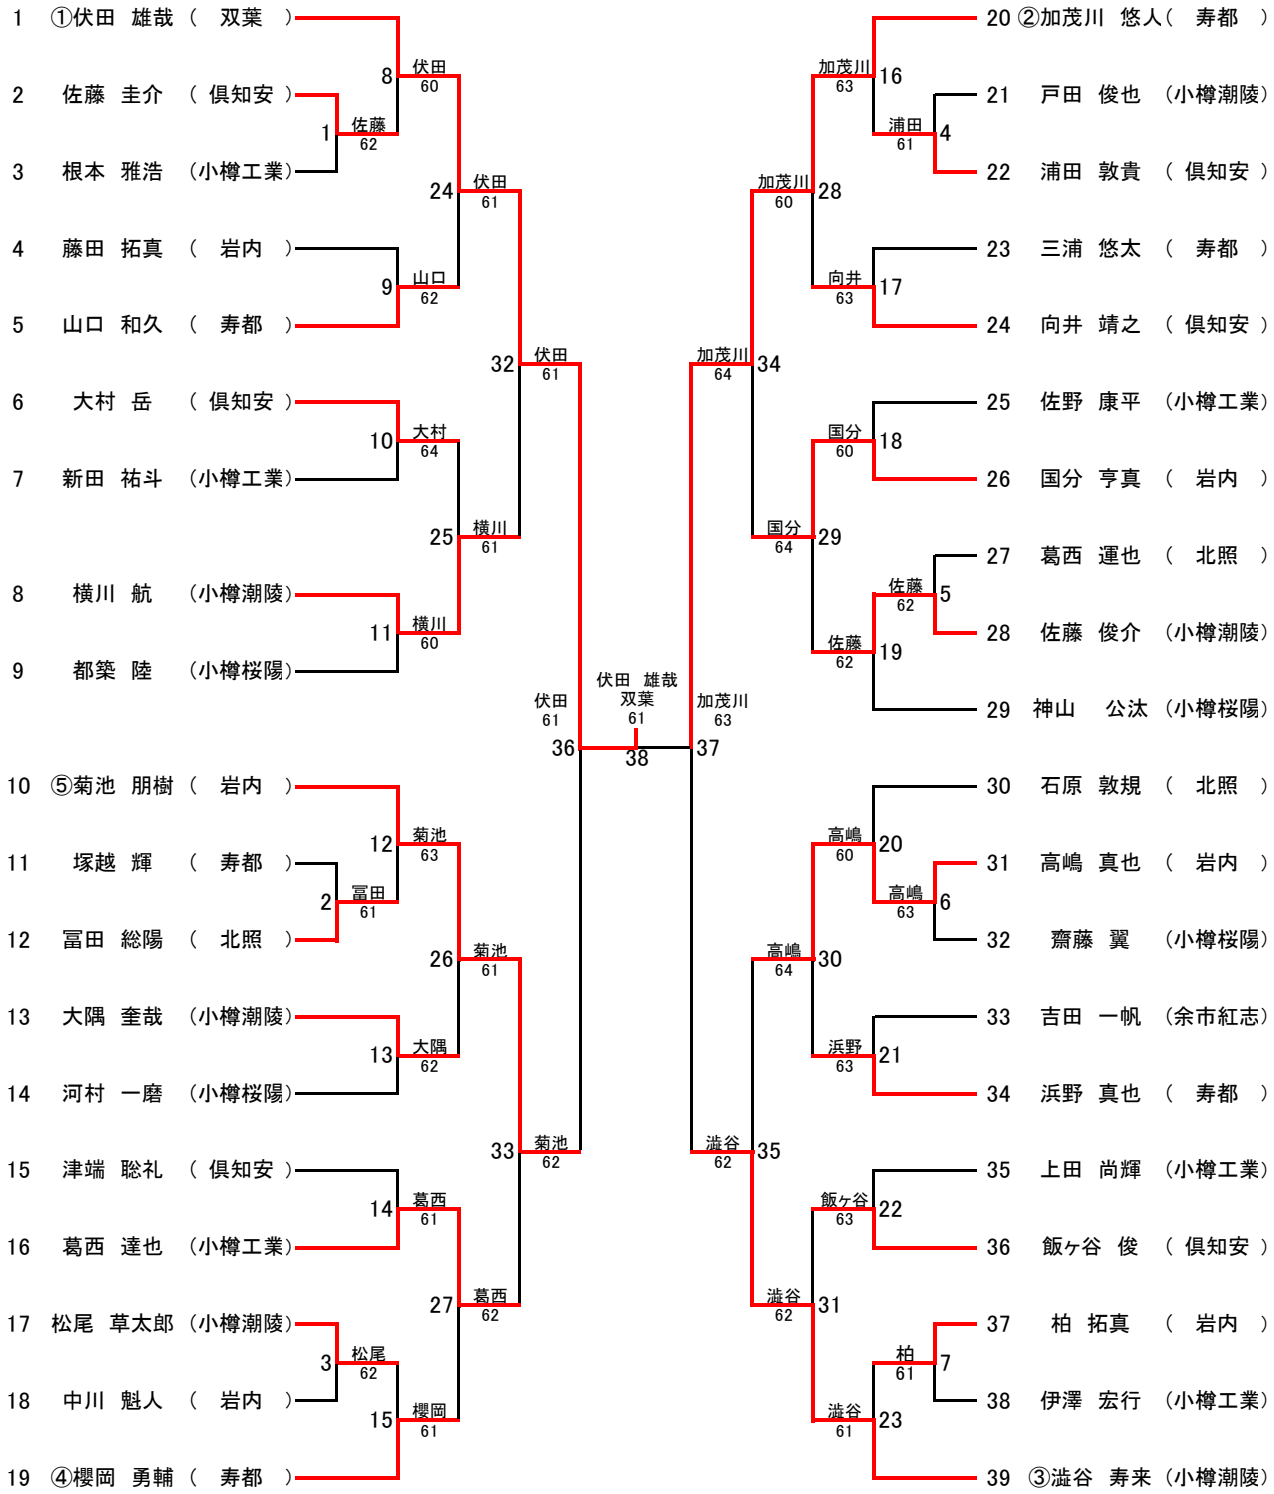 1 ①伏田 雄哉 ( 双葉 )
8 伏田 60
2 佐藤 圭介 ( 倶知安 )
1 佐藤 62
3 根本 雅浩 (小樽工業)
24 伏田 61
4 藤田 拓真 ( 岩内 )
9 山口 62
5 山口 和久 ( 寿都 )
32 伏田 61
6 大村 岳 ( 倶知安 )
10 大村 64
7 新田 祐斗 (小樽工業)
25 横川 61
8 横川 航 (小樽潮陵)
11 横川 60
9 都築 陸 (小樽桜陽)
36 伏田 61
10 ⑤菊池 朋樹 ( 岩内 )
12 菊池 63
11 塚越 輝 ( 寿都 )
2 冨田 61
12 冨田 総陽 ( 北照 )
26 菊池 61
13 大隅 奎哉 (小樽潮陵)
13 大隅 62
14 河村 一磨 (小樽桜陽)
33 菊池 62
15 津端 聡礼 ( 倶知安 )
14 葛西 61
16 葛西 達也 (小樽工業)
27 葛西 62
17 松尾 草太郎 (小樽潮陵)
3 松尾 62
18 中川 魁人 ( 岩内 )
15 櫻岡 61
19 ④櫻岡 勇輔 ( 寿都 )
伏田 雄哉
双葉
61
38
20 ②加茂川 悠人( 寿都 )
加茂川 63 16
21 戸田 俊也 (小樽潮陵)
浦田 61 4
22 浦田 敦貴 ( 倶知安 )
加茂川 60 28
23 三浦 悠太 ( 寿都 )
向井 63 17
24 向井 靖之 ( 倶知安 )
加茂川 64 34
25 佐野 康平 (小樽工業)
国分 60 18
26 国分 亨真 ( 岩内 )
国分 64 29
27 葛西 運也 ( 北照 )
佐藤 62 5
28 佐藤 俊介 (小樽潮陵)
佐藤 62 19
29 神山 公汰 (小樽桜陽)
加茂川 63 37
30 石原 敦規 ( 北照 )
高嶋 60 20
31 高嶋 真也 ( 岩内 )
高嶋 63 6
32 齋藤 翼 (小樽桜陽)
高嶋 64 30
33 吉田 一帆 (余市紅志)
浜野 63 21
34 浜野 真也 ( 寿都 )
澁谷 62 35
35 上田 尚輝 (小樽工業)
飯ヶ谷 63 22
36 飯ヶ谷 俊 ( 倶知安 )
澁谷 62 31
37 柏 拓真 ( 岩内 )
柏 61 7
38 伊澤 宏行 (小樽工業)
澁谷 61 23
39 ③澁谷 寿来 (小樽潮陵)